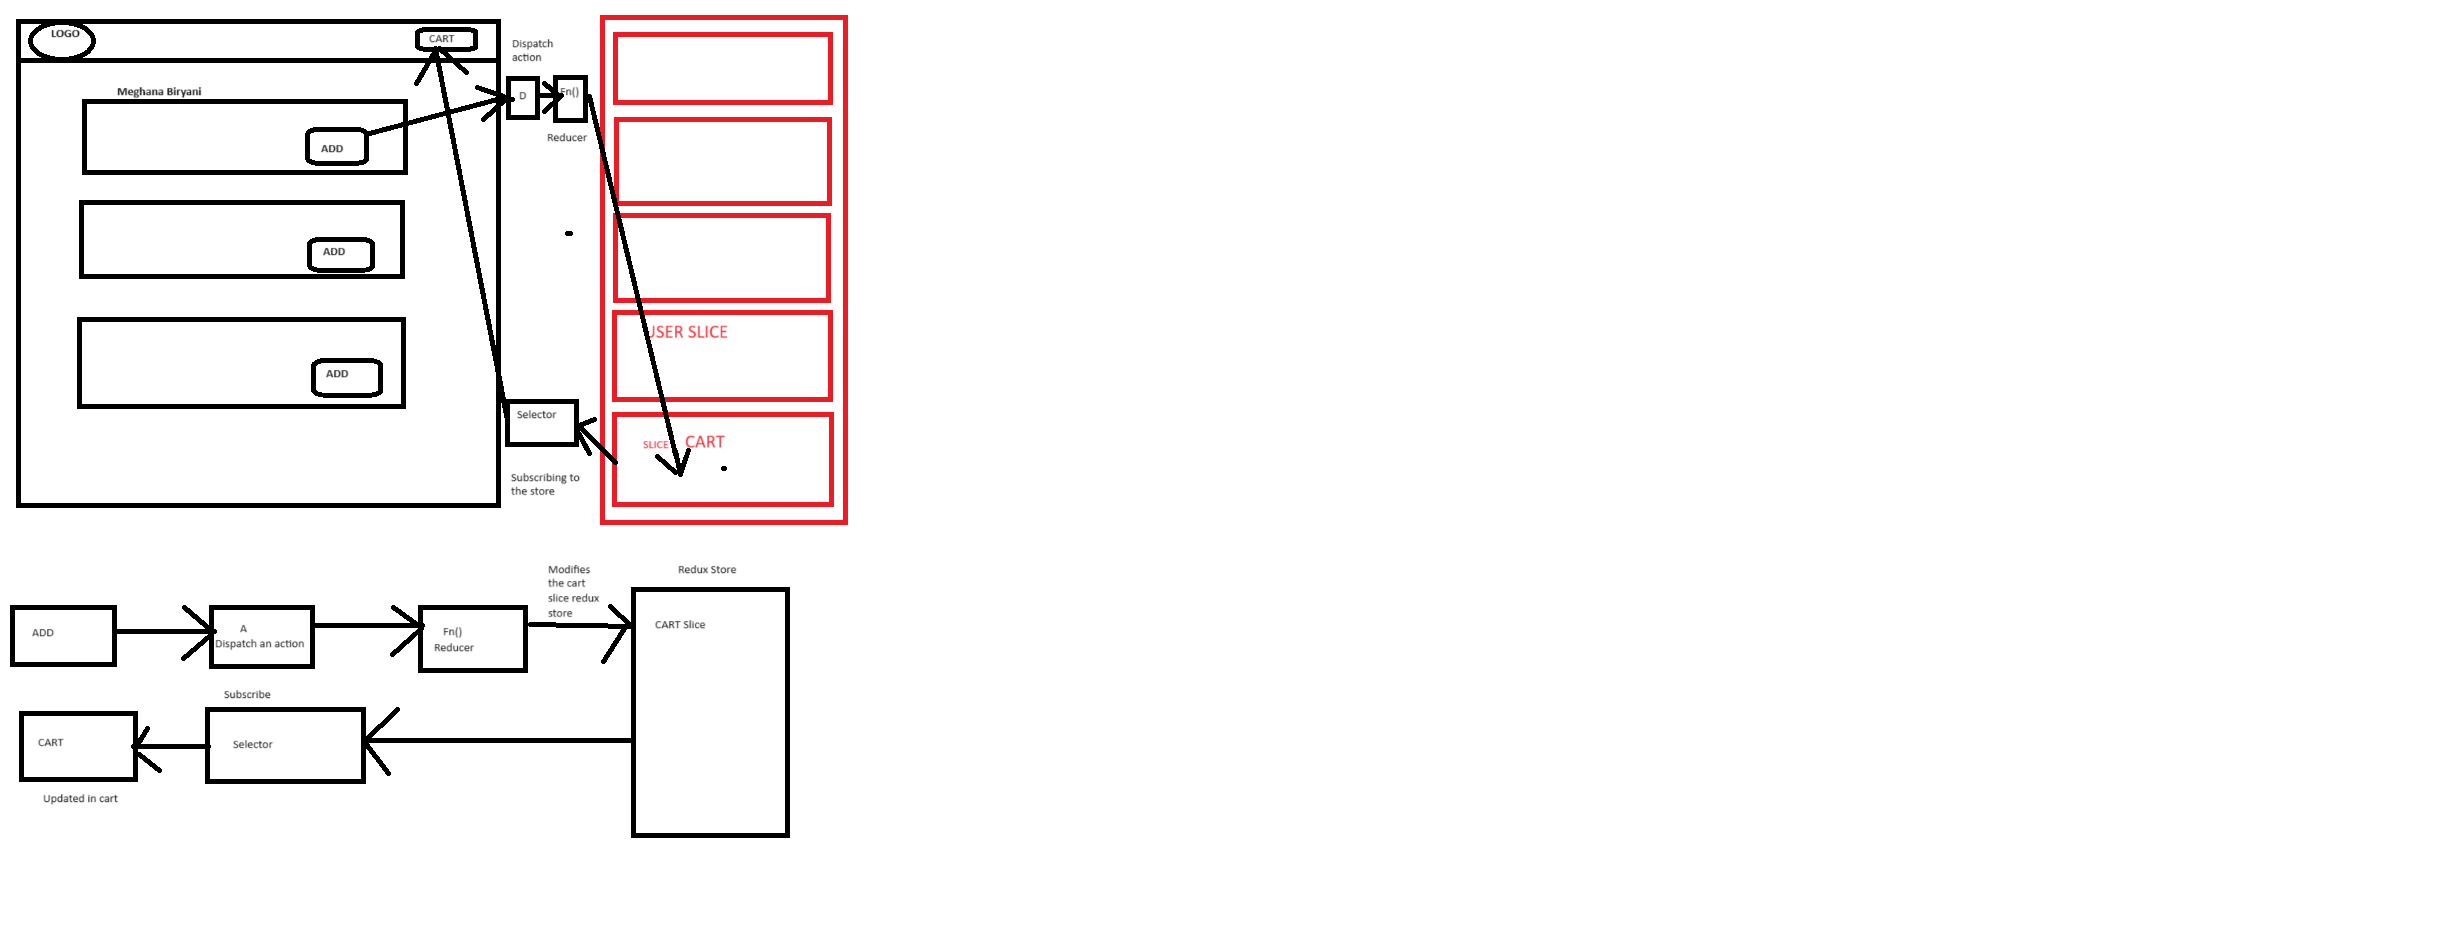 LOGO
CART
Dispatch
action
Meghana Biryani
D
Fn()
Reducer
ADD
ADD
USER SLICE
ADD
Selector
SLICE CART
Subscribing to
the store
Modifies
the cart
slice redux
store
Redux Store
ADD
A
Dispatch an action
Fn()
Reducer
CART Slice
Subscribe
CART
Selector
Updated in cart